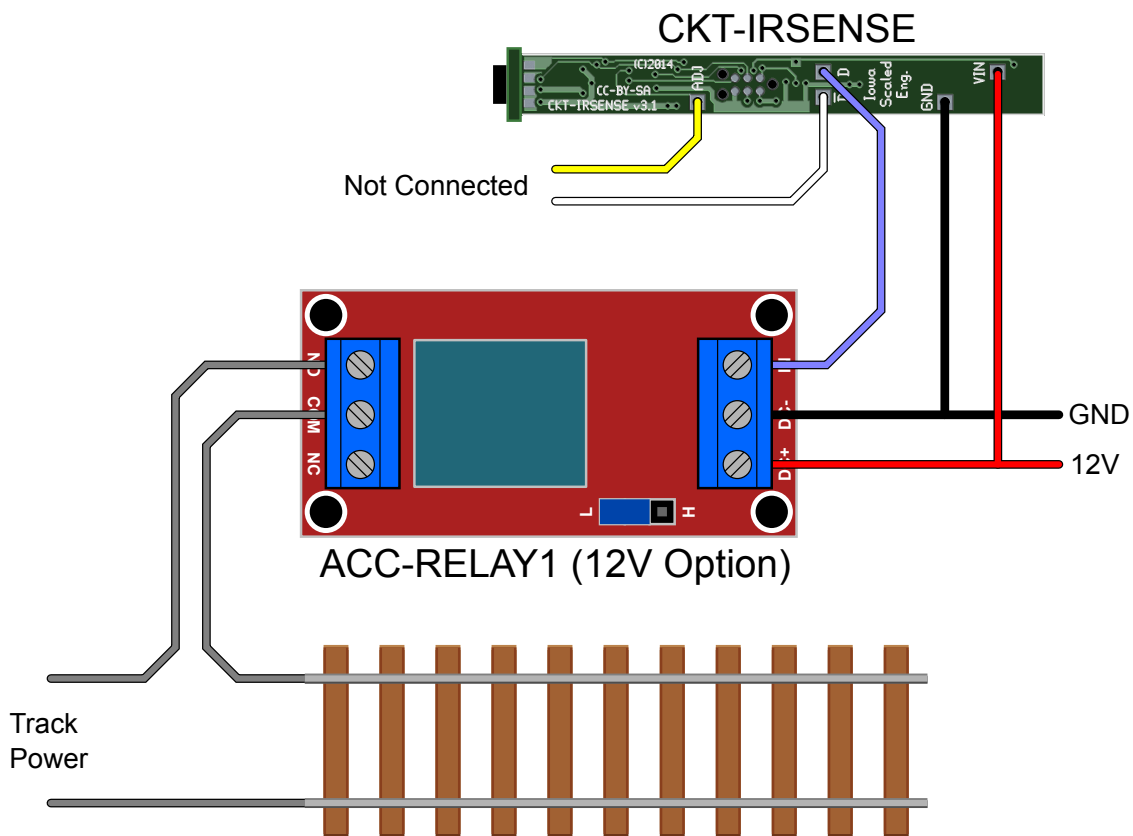 CKT-IRSENSE
(C)2014
CC-BY-SA
CKT-IRSENSE v3.1
ADJ
D
Iowa
Scaled
Eng.
GND
VIN
Not Connected
NO
COM
NC
IN
DC-
DC+
GND
12V
L
H
ACC-RELAY1 (12V Option)
Track
Power